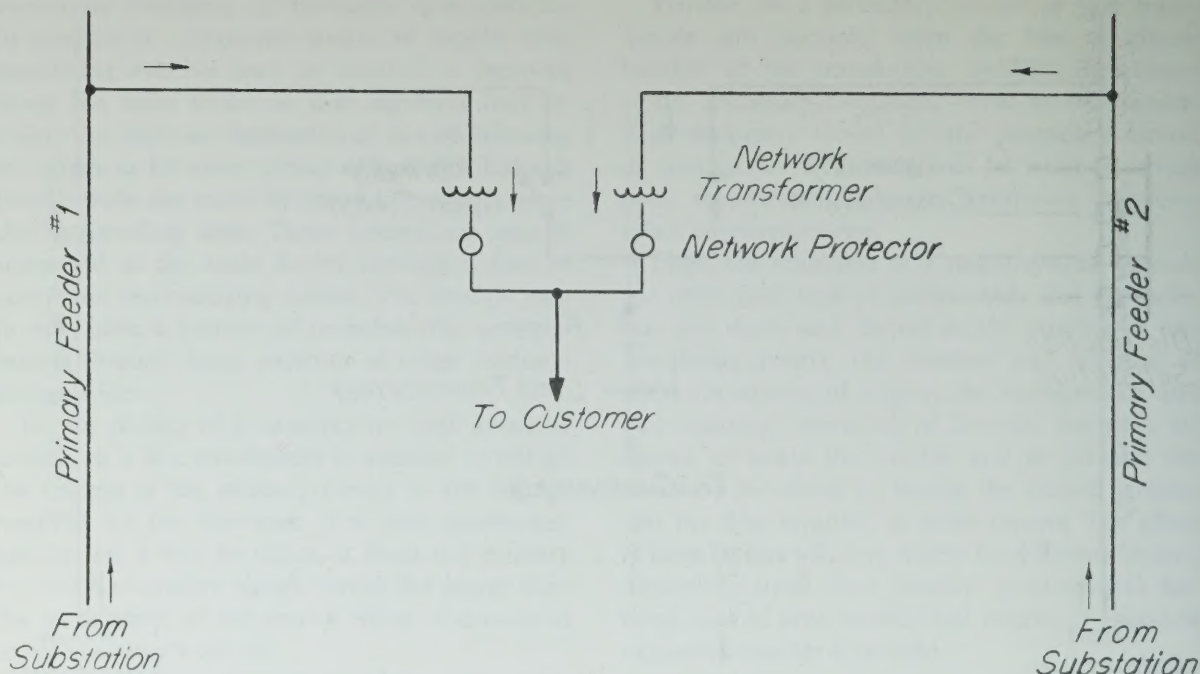 Primary Feeder #1
Network
Transformer
Network Protector
To Customer
Primary Feeder #2
From
Substation
From
Substation